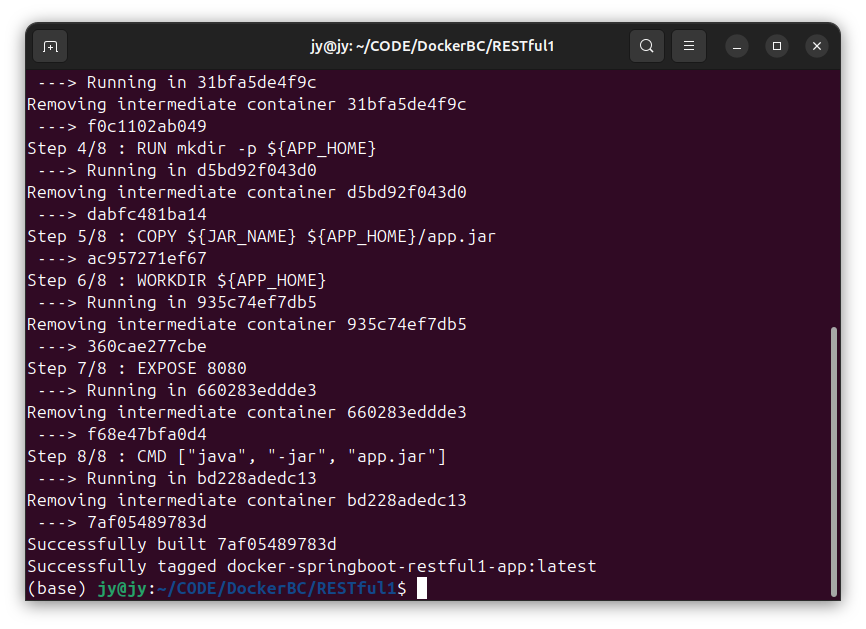 jy@jy: ~/CODE/DockerBC/RESTful1
 ---> Running in 31bfa5de4f9c
Removing intermediate container 31bfa5de4f9c
 ---> f0c1102ab049
Step 4/8 : RUN mkdir -p ${APP_HOME}
 ---> Running in d5bd92f043d0
Removing intermediate container d5bd92f043d0
 ---> dabfc481ba14
Step 5/8 : COPY ${JAR_NAME} ${APP_HOME}/app.jar
 ---> ac957271ef67
Step 6/8 : WORKDIR ${APP_HOME}
 ---> Running in 935c74ef7db5
Removing intermediate container 935c74ef7db5
 ---> 360cae277cbe
Step 7/8 : EXPOSE 8080
 ---> Running in 660283eddde3
Removing intermediate container 660283eddde3
 ---> f68e47bfa0d4
Step 8/8 : CMD ["java", "-jar", "app.jar"]
 ---> Running in bd228adedc13
Removing intermediate container bd228adedc13
 ---> 7af05489783d
Successfully built 7af05489783d
Successfully tagged docker-springboot-restful1-app:latest
(base) jy@jy:~/CODE/DockerBC/RESTful1$